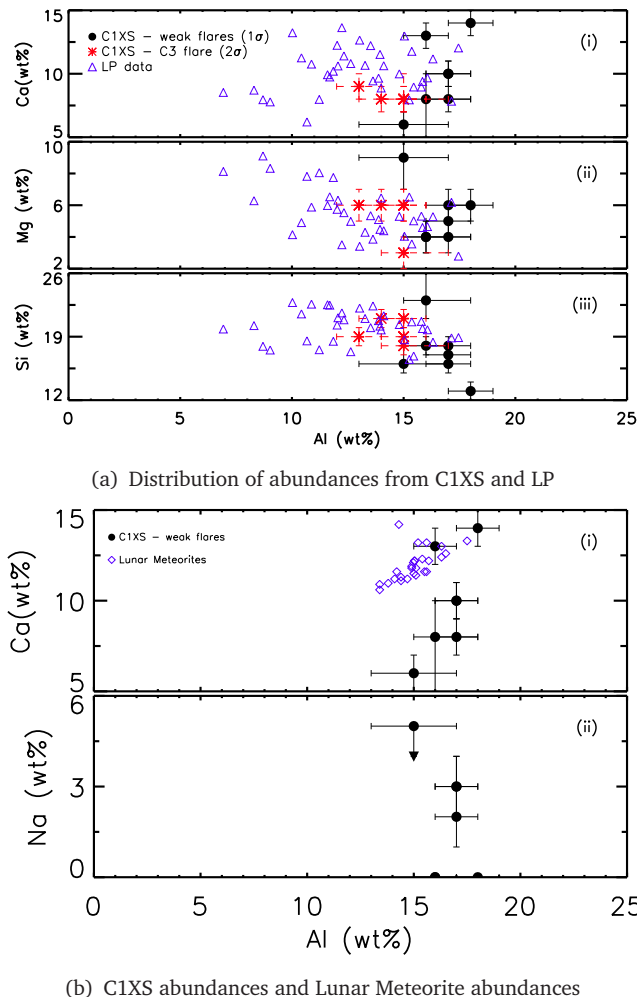 15
10
5
Ca(wt%)
C1XS – weak flares (1σ)
C1XS – C3 flare (2σ)
LP data
(i)
10
6
2
Mg (wt%)
(ii)
26
19
12
Si (wt%)
(iii)
0 5 10 15 20 25
Al (wt%)
(a) Distribution of abundances from C1XS and LP
15
10
5
Ca(wt%)
C1XS – weak flares
Lunar Meteorites
(i)
6
3
0
Na (wt%)
(ii)
0 5 10 15 20 25
Al (wt%)
(b) C1XS abundances and Lunar Meteorite abundances